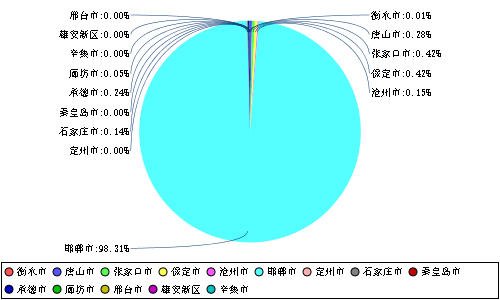 邢台市:0.00%
雄安新区:0.00%
辛集市:0.00%
廊坊市:0.05%
承德市:0.24%
秦皇岛市:0.00%
石家庄市:0.14%
定州市:0.00%
邯郸市:98.31%
衡水市:0.01%
唐山市:0.28%
张家口市:0.42%
保定市:0.42%
沧州市:0.15%
衡水市 唐山市 张家口市 保定市 沧州市 邯郸市 定州市 石家庄市 秦皇岛市
承德市 廊坊市 邢台市 雄安新区 辛集市